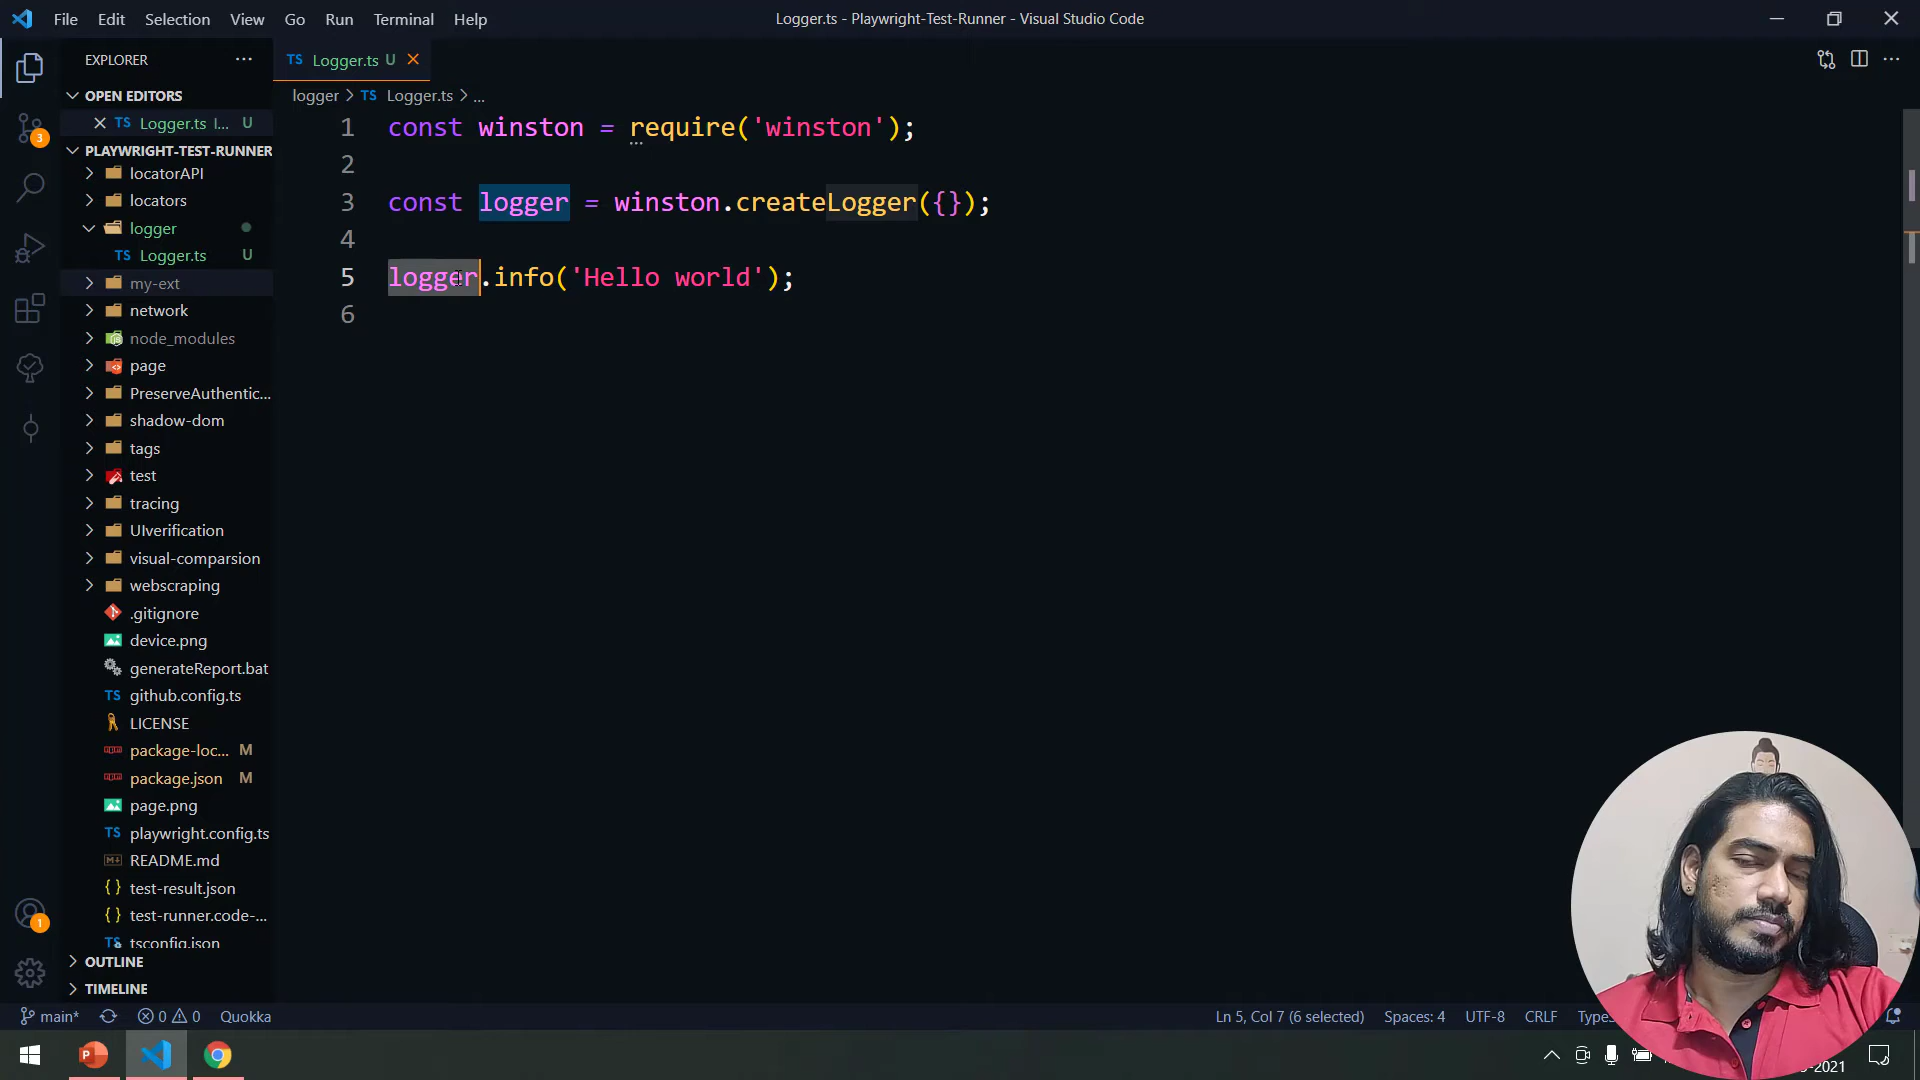 File Edit Selection View Go Run Terminal Help
Logger.ts - Playwright-Test-Runner - Visual Studio Code
EXPLORER
TS Logger.ts U
OPEN EDITORS
logger > TS Logger.ts > ...
TS Logger.ts l... U
3
PLAYWRIGHT-TEST-RUNNER
locatorAPI
locators
logger
TS Logger.ts U
my-ext
network
node_modules
page
PreserveAuthentic...
shadow-dom
tags
test
tracing
UIverification
visual-comparsion
webscraping
.gitignore
device.png
generateReport.bat
TS github.config.ts
LICENSE
package-loc... M
package.json M
page.png
TS playwright.config.ts
README.md
{} test-result.json
{} test-runner.code-...
TS tsconfig.json
1
OUTLINE
TIMELINE
1 const winston = require('winston');
2
3 const logger = winston.createLogger({});
4
5 logger.info('Hello world');
6
main* 0 0 Quokka
Ln 5, Col 7 (6 selected) Spaces: 4 UTF-8 CRLF